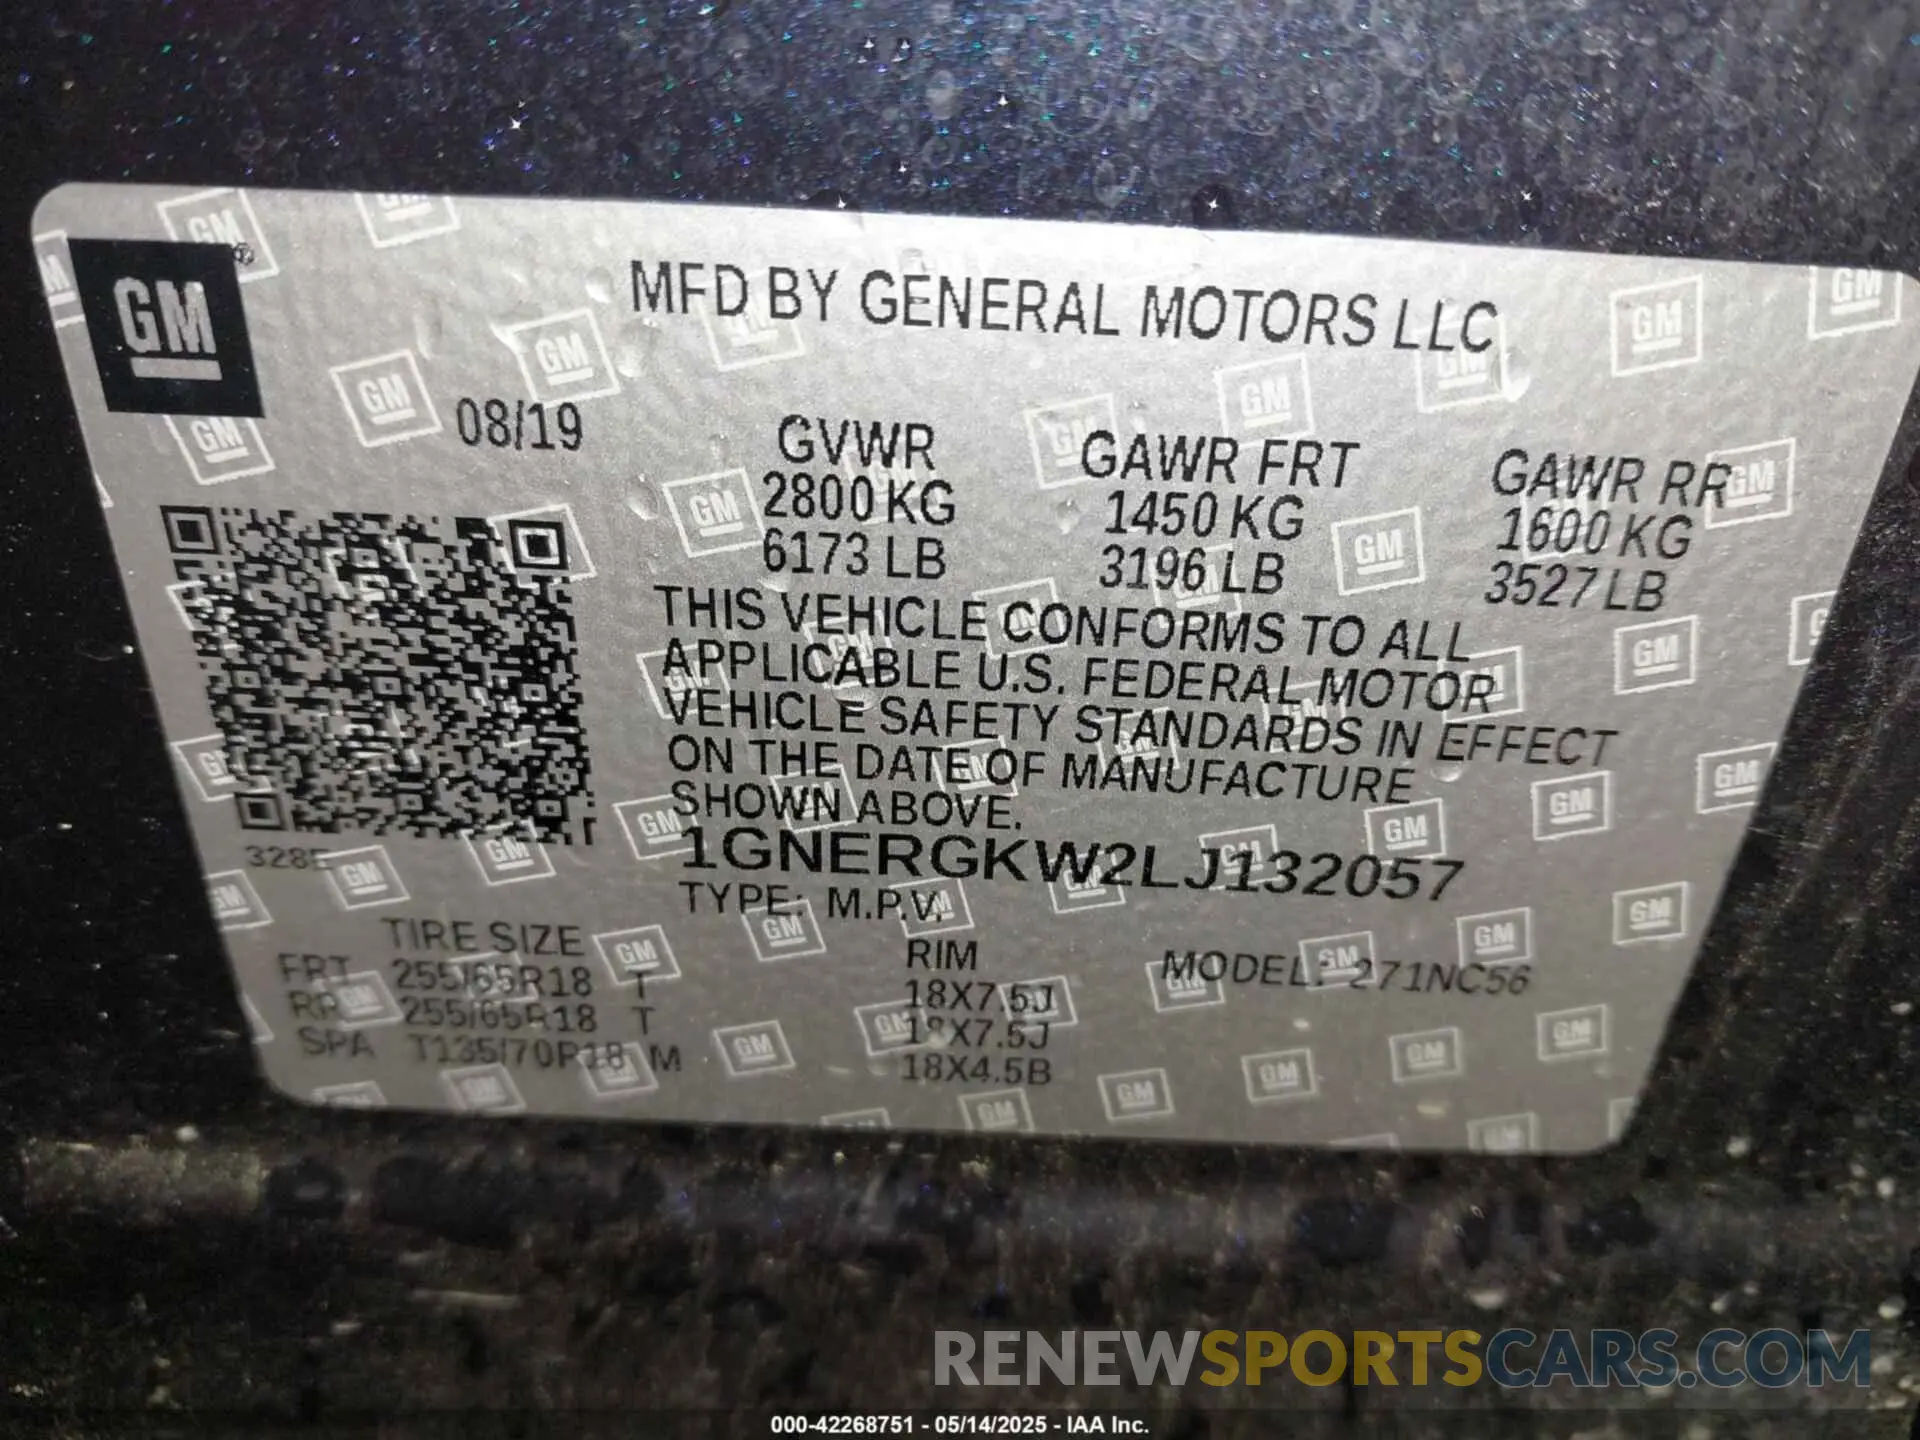 GM
MFD BY GENERAL MOTORS LLC
08/19
GVWR GAWR FRT GAWR RR
2800 KG 1450 KG 1600 KG
6173 LB 3196 LB 3527 LB
THIS VEHICLE CONFORMS TO ALL
APPLICABLE U.S. FEDERAL MOTOR
VEHICLE SAFETY STANDARDS IN EFFECT
ON THE DATE OF MANUFACTURE
SHOWN ABOVE.
1GNERGKW2LJ132057
TYPE: M.P.V.
TIRE SIZE RIM MODEL: 271NC56
FRT 255/65R18 T 18X7.5J
RR 255/65R18 T 18X7.5J
SPA T135/70R18 M 18X4.5B
RENEWSPORTSCARS.COM
000-42268751 - 05/14/2025 - IAA Inc.